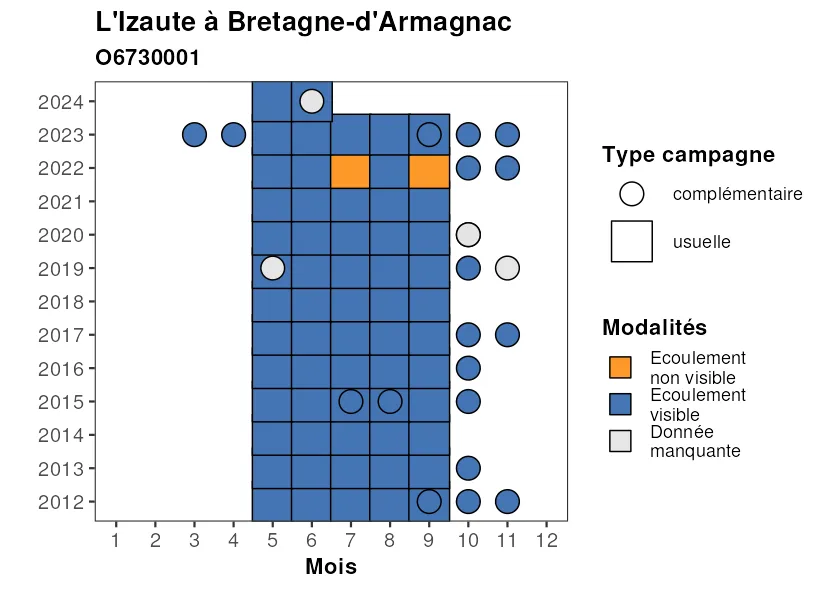 L'Izaute à Bretagne-d'Armagnac
O6730001
2024
2023
2022
2021
2020
2019
2018
2017
2016
2015
2014
2013
2012
1 2 3 4 5 6 7 8 9 10 11 12
Mois
Type campagne
complémentaire
usuelle
Modalités
Ecoulement
non visible
Ecoulement
visible
Donnée
manquante